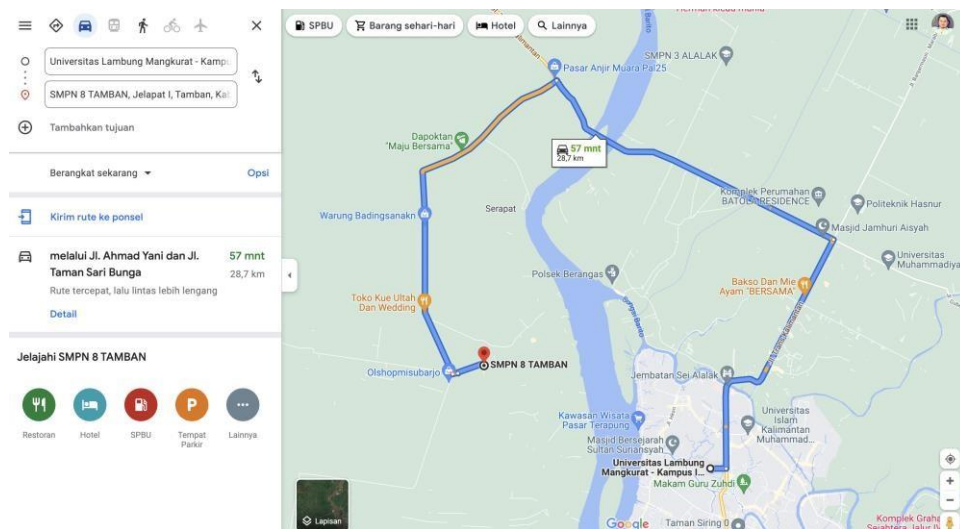 Universitas Lambung Mangkurat - Kampu
SMPN 8 TAMBAN, Jelapat I, Tamban, Ka
Tambahkan tujuan
Berangkat sekarang
Opsi
Kirim rute ke ponsel
melalui Jl. Ahmad Yani dan Jl.
Taman Sari Bunga
57 mnt
28,7 km
Rute tercepat, lalu lintas lebih lengang
Detail
Jelajahi SMPN 8 TAMBAN
Restoran
Hotel
SPBU
P
Tempat
Parkir
Lainnya
SPBU
Barang sehari-hari
Hotel
Lainnya
SMPN 3 ALALAK
Pasar Anjir Muara Pal25
Dapoktan
"Maju Bersama"
57 mnt
28,7 km
Komplek Perumahan
Politeknik Hasnur
Warung Badingsanakn
Serapat
Masjid Jamhuri Aisyah
Universitas
Muhammadiya
Polsek Berangas
Bakso Dan Mie
Ayam "BERSAMA"
Toko Kue Ultah
Dan Wedding
SMPN 8 TAMBAN
Olshopmisubarjo
Jembatan Sei Alalak
Kawasan Wisata
Pasar Terapung
Universitas
Islam
Kalimantan
Muhammad...
Masjid Bersejarah
Sultan Suriansyah
Universitas Lambung
Mangkurat - Kampus I...
Makam Guru Zuhdi
Lapisan
Google
Taman Siring 0
Komplek Graha